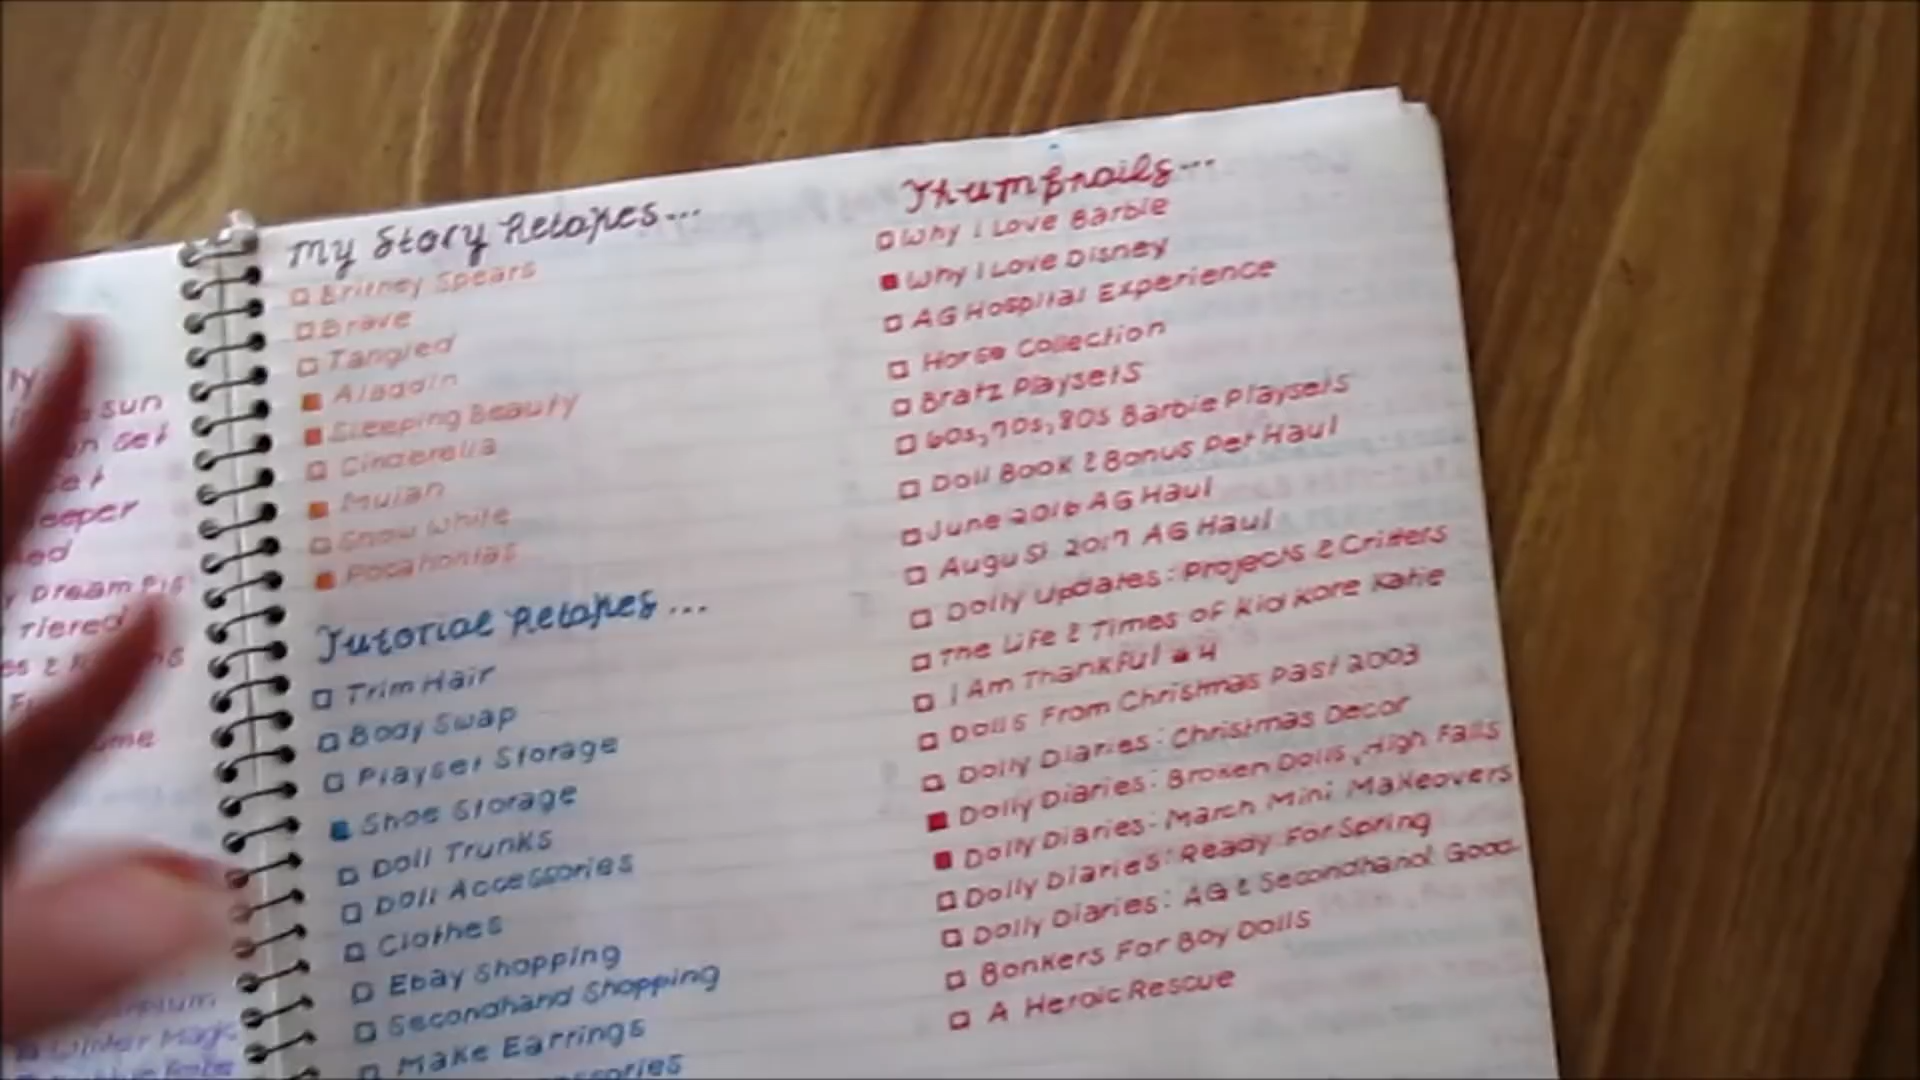 My Story Retakes...
Britney Spears
Brave
Tangled
Aladdin
Sleeping Beauty
Cinderella
Mulan
Snow White
Pocahontas
Tutorial Retakes...
Trim Hair
Body Swap
Playset Storage
Shoe Storage
Doll Trunks
Doll Accessories
Clothes
Ebay Shopping
Secondhand Shopping
Make Earrings
Thumbnails...
Why I Love Barbie
Why I Love Disney
AG Hospital Experience
Horse Collection
Bratz Playsets
60s, 70s, 80s Barbie Playsets
Doll Book & Bonus Pet Haul
June 2016 AG Haul
August 2017 AG Haul
Dolly Updates: Projects & Critters
The Life & Times of Kid Kore Katie
I Am Thankful 4
Dolls From Christmas Past 2003
Dolly Diaries: Christmas Decor
Dolly Diaries: Broken Dolls, High Falls
Dolly Diaries: March Mini Makeovers
Dolly Diaries: Ready For Spring
Dolly Diaries: AG & Secondhand Good
Bonkers For Boy Dolls
A Heroic Rescue
sun
Set
Dream
Tiered
Winter